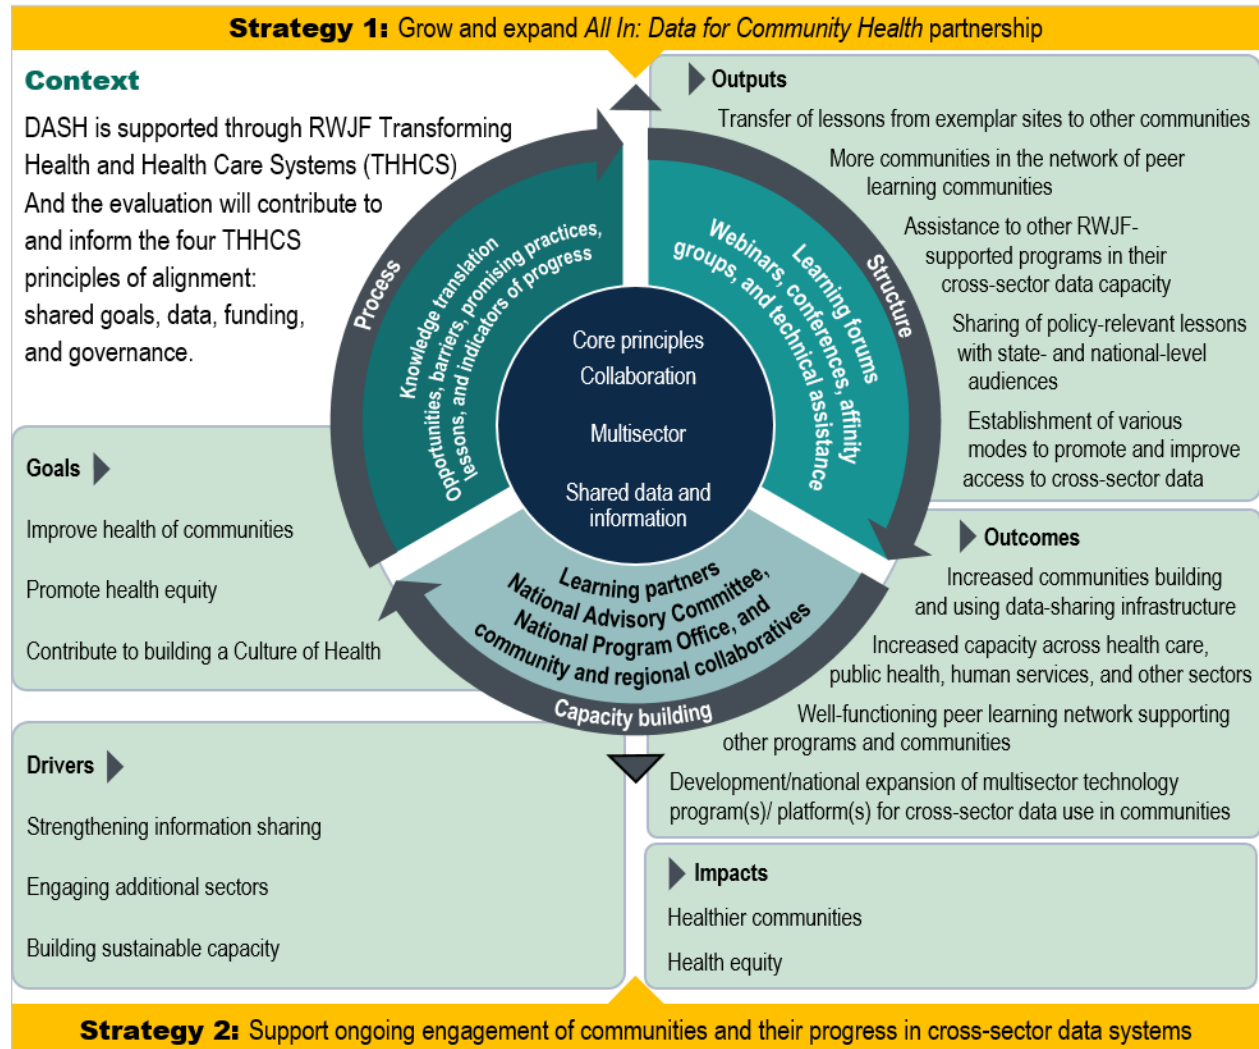 Strategy 1: Grow and expand All In: Data for Community Health partnership
Context
DASH is supported through RWJF Transforming
Health and Health Care Systems (THHCS)
And the evaluation will contribute to
and inform the four THHCS
principles of alignment:
shared goals, data, funding,
and governance.
Goals
Improve health of communities
Promote health equity
Contribute to building a Culture of Health
Drivers
Strengthening information sharing
Engaging additional sectors
Building sustainable capacity
Process
Knowledge translation
Opportunities, barriers, promising practices,
lessons, and indicators of progress
Structure
Learning forums
Webinars, conferences, affinity
groups, and technical assistance
Core principles
Collaboration
Multisector
Shared data and
information
Learning partners
National Advisory Committee,
National Program Office, and
community and regional collaboratives
Capacity building
Outputs
Transfer of lessons from exemplar sites to other communities
More communities in the network of peer
learning communities
Assistance to other RWJF-
supported programs in their
cross-sector data capacity
Sharing of policy-relevant lessons
with state- and national-level
audiences
Establishment of various
modes to promote and improve
access to cross-sector data
Outcomes
Increased communities building
and using data-sharing infrastructure
Increased capacity across health care,
public health, human services, and other sectors
Well-functioning peer learning network supporting
other programs and communities
Development/national expansion of multisector technology
program(s)/ platform(s) for cross-sector data use in communities
Impacts
Healthier communities
Health equity
Strategy 2: Support ongoing engagement of communities and their progress in cross-sector data systems